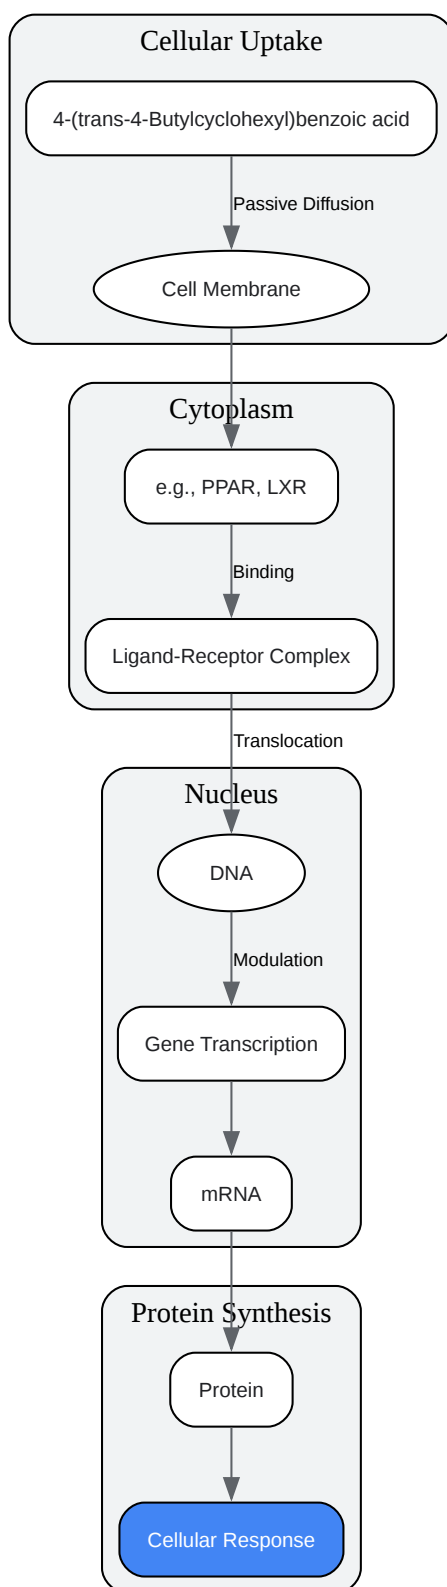 Cellular Uptake
4-(trans-4-Butylcyclohexyl)benzoic acid
Passive Diffusion
Cell Membrane
Cytoplasm
e.g., PPAR, LXR
Binding
Ligand-Receptor Complex
Translocation
Nucleus
DNA
Modulation
Gene Transcription
mRNA
Protein Synthesis
Protein
Cellular Response